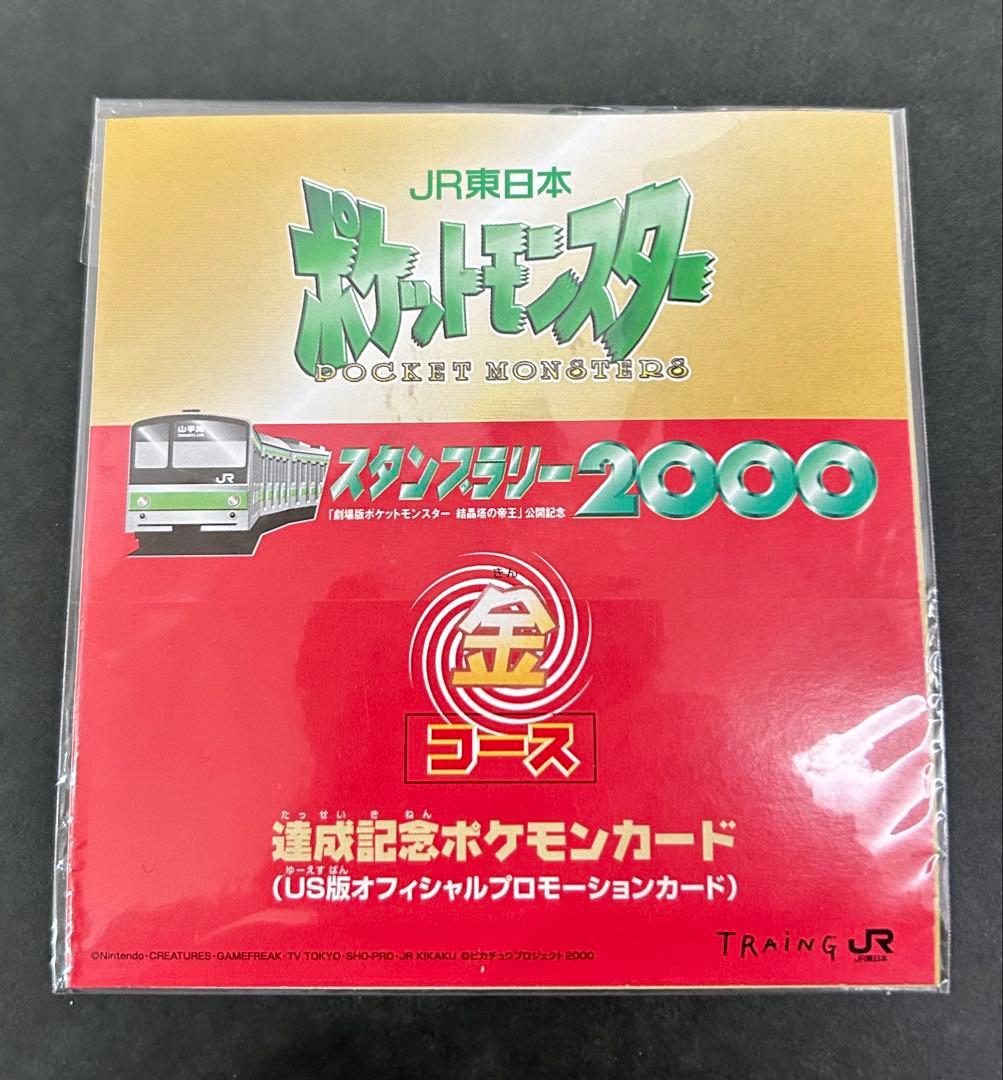 JR東日本
ポケットモンスター
POCKET MONSTERS
山手線
YAMANOTE LINE
JR
スタンプラリー2000
「劇場版ポケットモンスター 結晶塔の帝王」公開記念
きん
金
コース
たっせいきねん
達成記念ポケモンカード
ゆーえすばん
(US版オフィシャルプロモーションカード)
TRAiNG JR
JR東日本
©Nintendo・CREATURES・GAMEFREAK・TV TOKYO・SHO-PRO・JR KIKAKU ©ピカチュウプロジェクト2000